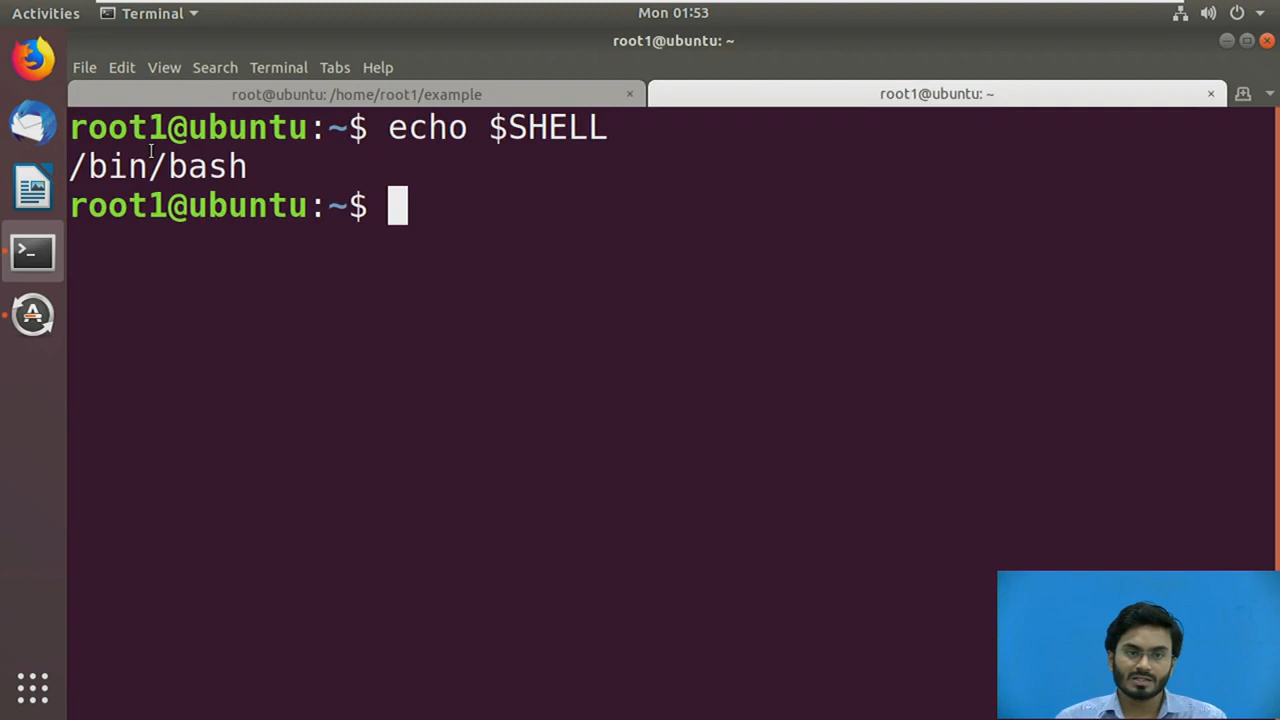 Activities Terminal Mon 01:53
root1@ubuntu: ~
File Edit View Search Terminal Tabs Help
root@ubuntu: /home/root1/example × root1@ubuntu: ~ ×
root1@ubuntu:~$ echo $SHELL
/bin/bash
root1@ubuntu:~$